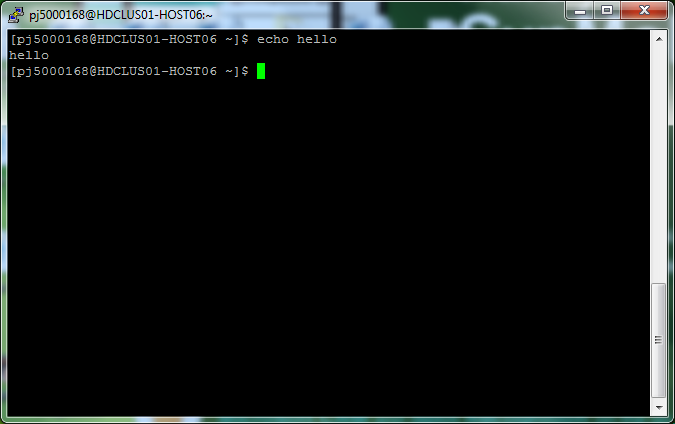 pj5000168@HDCLUS01-HOST06:~
[pj5000168@HDCLUS01-HOST06 ~]$ echo hello
hello
[pj5000168@HDCLUS01-HOST06 ~]$